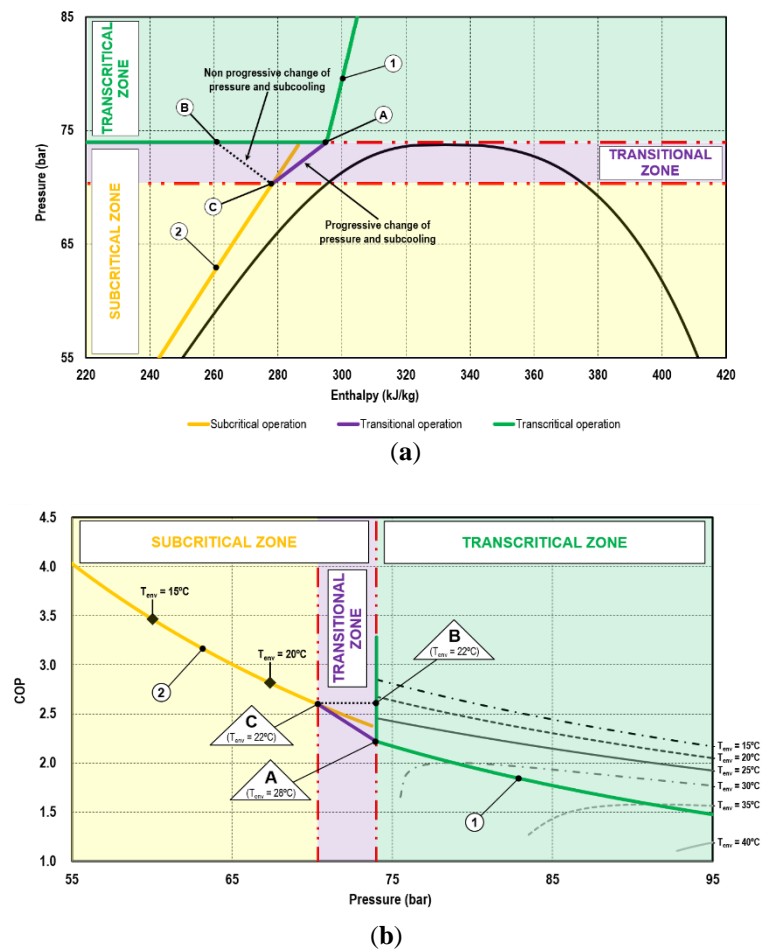 85
75
65
55
Pressure (bar)
TRANSCRITICAL
ZONE
SUBCRITICAL ZONE
Non progressive change of
pressure and subcooling
1
B
A
TRANSITIONAL
ZONE
C
Progressive change of
pressure and subcooling
2
220 240 260 280 300 320 340 360 380 400 420
Enthalpy (kJ/kg)
Subcritical operation Transitional operation Transcritical operation
(a)
4.5
4.0
3.5
3.0
2.5
2.0
1.5
1.0
COP
SUBCRITICAL ZONE
TRANSITIONAL
ZONE
TRANSCRITICAL ZONE
Tenv = 15ºC
Tenv = 20ºC
2
B
(Tenv = 22ºC)
C
(Tenv = 22ºC)
A
(Tenv = 28ºC)
1
Tenv = 15ºC
Tenv = 20ºC
Tenv = 25ºC
Tenv = 30ºC
Tenv = 35ºC
Tenv = 40ºC
55 65 75 85 95
Pressure (bar)
(b)